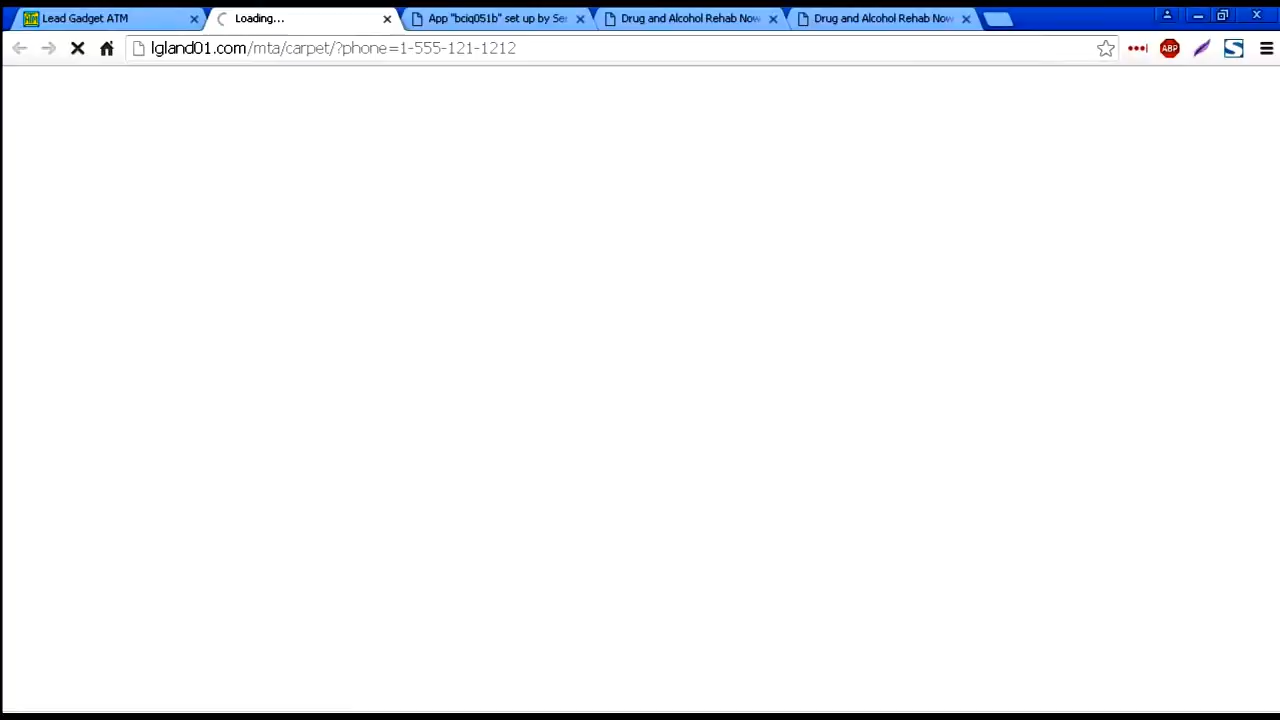 Lead Gadget ATM
Loading...
App "bciq051b" set up by Ser
Drug and Alcohol Rehab Now
Drug and Alcohol Rehab Now
lgland01.com/mta/carpet/?phone=1-555-121-1212
ABP
S